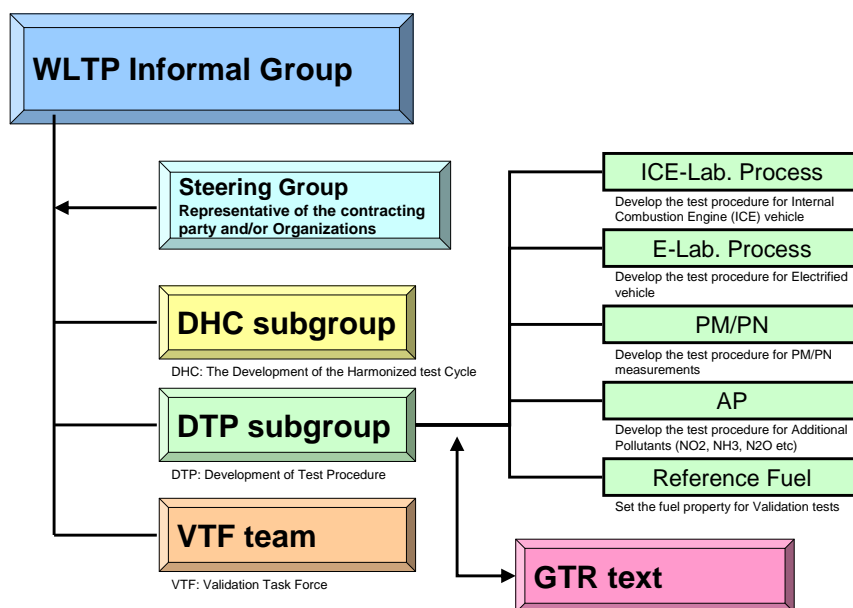 WLTP Informal Group
Steering Group
Representative of the contracting
party and/or Organizations
DHC subgroup
DHC: The Development of the Harmonized test Cycle
DTP subgroup
DTP: Development of Test Procedure
VTF team
VTF: Validation Task Force
ICE-Lab. Process
Develop the test procedure for Internal
Combustion Engine (ICE) vehicle
E-Lab. Process
Develop the test procedure for Electrified
vehicle
PM/PN
Develop the test procedure for PM/PN
measurements
AP
Develop the test procedure for Additional
Pollutants (NO2, NH3, N2O etc)
Reference Fuel
Set the fuel property for Validation tests
GTR text